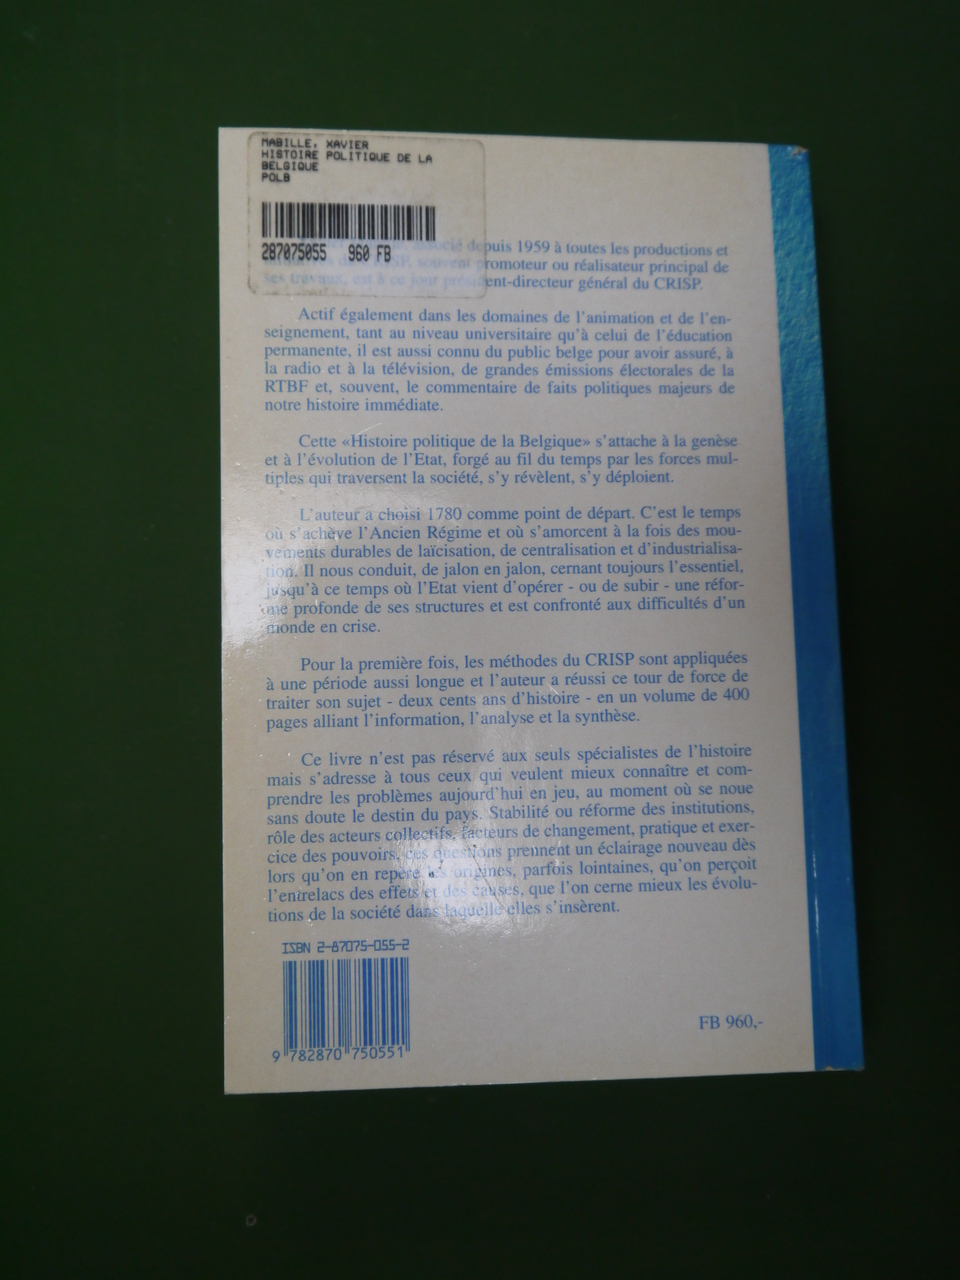 MABILLE, XAVIER
HISTOIRE POLITIQUE DE LA
BELGIQUE
POLB
287075055 960 FB
associé depuis 1959 à toutes les productions et
souvent promoteur ou réalisateur principal de
ses travaux, est à ce jour président-directeur général du CRISP.
Actif également dans les domaines de l'animation et de l'en-
seignement, tant au niveau universitaire qu'à celui de l'éducation
permanente, il est aussi connu du public belge pour avoir assuré, à
la radio et à la télévision, de grandes émissions électorales de la
RTBF et, souvent, le commentaire de faits politiques majeurs de
notre histoire immédiate.
Cette «Histoire politique de la Belgique» s'attache à la genèse
et à l'évolution de l'Etat, forgé au fil du temps par les forces mul-
tiples qui traversent la société, s'y révèlent, s'y déploient.
L'auteur a choisi 1780 comme point de départ. C'est le temps
où s'achève l'Ancien Régime et où s'amorcent à la fois des mou-
vements durables de laïcisation, de centralisation et d'industrialisa-
tion. Il nous conduit, de jalon en jalon, cernant toujours l'essentiel,
jusqu'à ce temps où l'Etat vient d'opérer - ou de subir - une réfor-
me profonde de ses structures et est confronté aux difficultés d'un
monde en crise.
Pour la première fois, les méthodes du CRISP sont appliquées
à une période aussi longue et l'auteur a réussi ce tour de force de
traiter son sujet - deux cents ans d'histoire - en un volume de 400
pages alliant l'information, l'analyse et la synthèse.
Ce livre n'est pas réservé aux seuls spécialistes de l'histoire
mais s'adresse à tous ceux qui veulent mieux connaître et com-
prendre les problèmes aujourd'hui en jeu, au moment où se noue
sans doute le destin du pays. Stabilité ou réforme des institutions,
rôle des acteurs collectifs, facteurs de changement, pratique et exer-
cice des pouvoirs, ces questions prennent un éclairage nouveau dès
lors qu'on en repère les origines, parfois lointaines, qu'on perçoit
l'entrelacs des effets et des causes, que l'on cerne mieux les évolu-
tions de la société dans laquelle elles s'insèrent.
ISBN 2-87075-055-2
9 782870 750551
FB 960,-